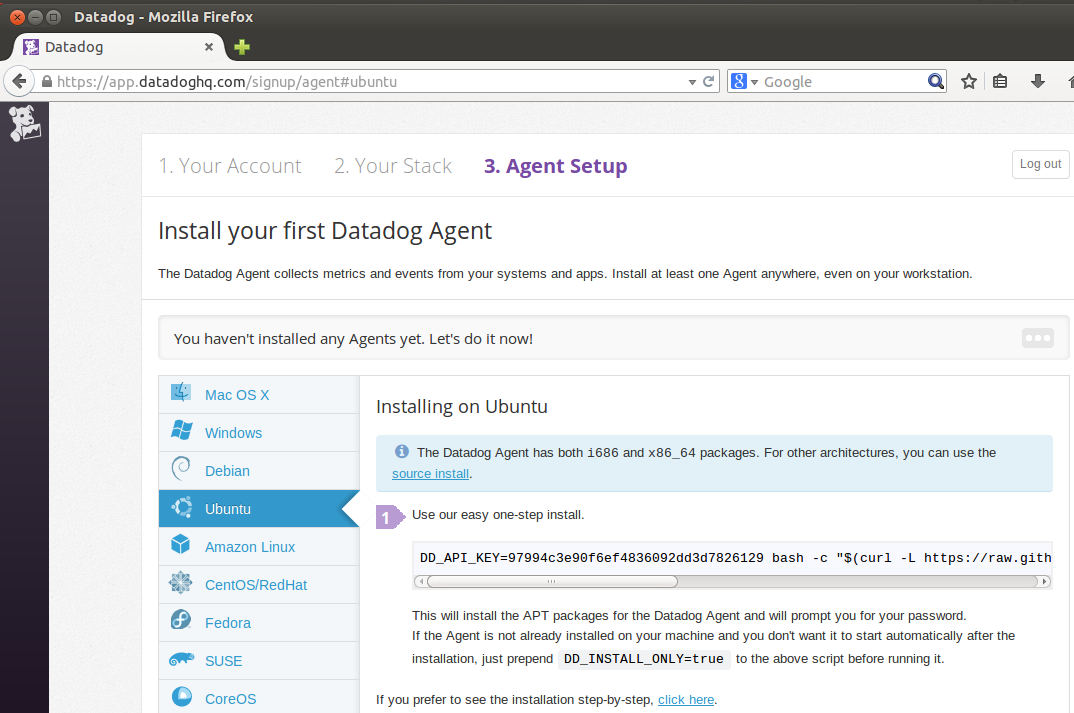 Datadog - Mozilla Firefox
Datadog
https://app.datadoghq.com/signup/agent#ubuntu
Google
1. Your Account 2. Your Stack 3. Agent Setup
Log out
Install your first Datadog Agent
The Datadog Agent collects metrics and events from your systems and apps. Install at least one Agent anywhere, even on your workstation.
You haven't installed any Agents yet. Let's do it now!
Mac OS X
Windows
Debian
Ubuntu
Amazon Linux
CentOS/RedHat
Fedora
SUSE
CoreOS
Installing on Ubuntu
The Datadog Agent has both i686 and x86_64 packages. For other architectures, you can use the
source install.
1 Use our easy one-step install.
DD_API_KEY=97994c3e90f6ef4836092dd3d7826129 bash -c "$(curl -L https://raw.gith
This will install the APT packages for the Datadog Agent and will prompt you for your password.
If the Agent is not already installed on your machine and you don't want it to start automatically after the
installation, just prepend DD_INSTALL_ONLY=true to the above script before running it.
If you prefer to see the installation step-by-step, click here.